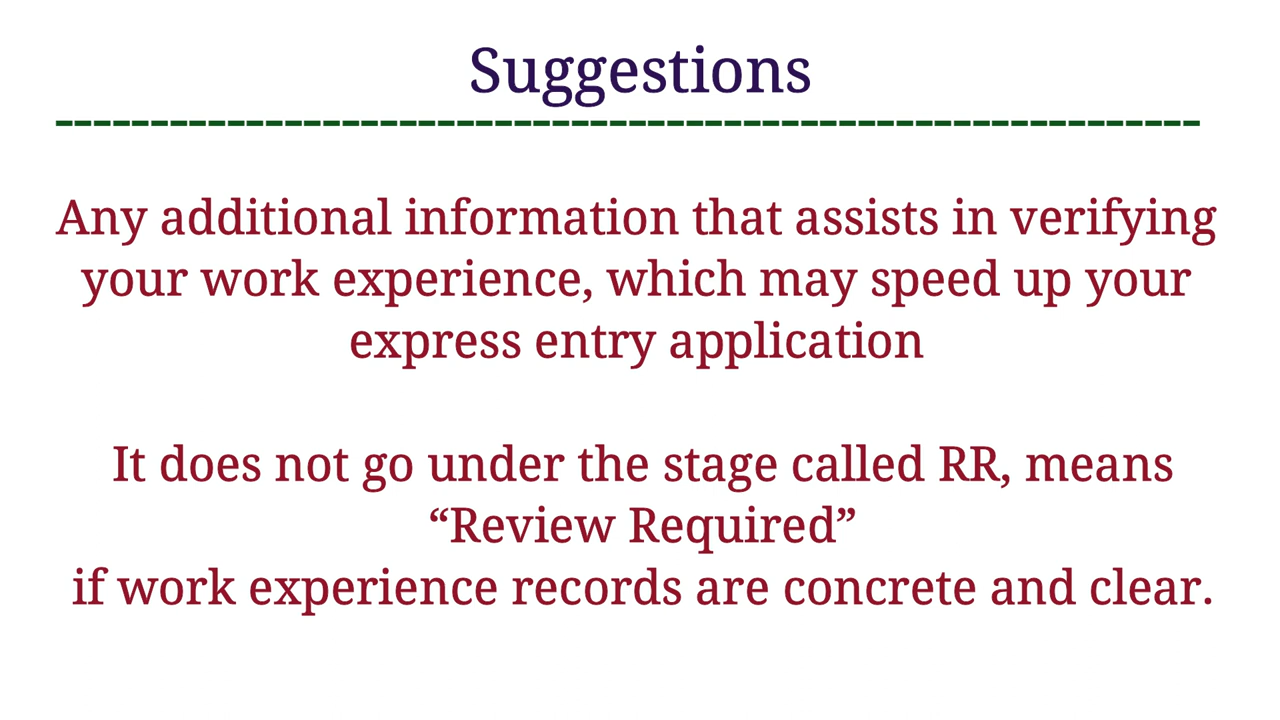 Suggestions
------------------------------------------------------------
Any additional information that assists in verifying
your work experience, which may speed up your
express entry application
It does not go under the stage called RR, means
“Review Required”
if work experience records are concrete and clear.